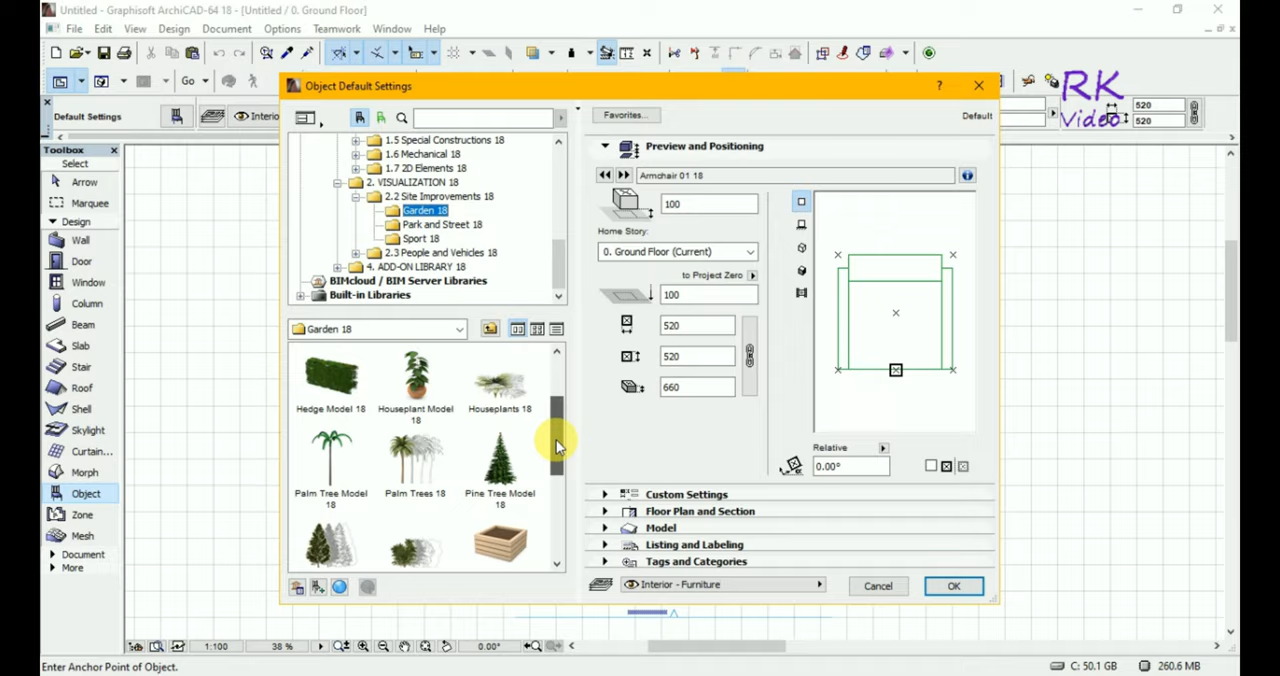 Untitled - Graphisoft ArchiCAD-64 18 - [Untitled / 0. Ground Floor]
File Edit View Design Document Options Teamwork Window Help
Go
RK
Video
Default Settings
Interio
520
520
Toolbox
Select
Arrow
Marquee
Design
Wall
Door
Window
Column
Beam
Slab
Stair
Roof
Shell
Skylight
Curtain...
Morph
Object
Zone
Mesh
Document
More
Object Default Settings
?
1.5 Special Constructions 18
1.6 Mechanical 18
1.7 2D Elements 18
2. VISUALIZATION 18
2.2 Site Improvements 18
Garden 18
Park and Street 18
Sport 18
2.3 People and Vehicles 18
4. ADD-ON LIBRARY 18
BIMcloud / BIM Server Libraries
Built-in Libraries
Garden 18
Hedge Model 18
Houseplant Model 18
Houseplants 18
Palm Tree Model 18
Palm Trees 18
Pine Tree Model 18
Favorites...
Default
Preview and Positioning
Armchair 01 18
100
Home Story:
0. Ground Floor (Current)
to Project Zero
100
520
520
660
Relative
0.00°
Custom Settings
Floor Plan and Section
Model
Listing and Labeling
Tags and Categories
Interior - Furniture
Cancel
OK
1:100
38 %
0.00°
Enter Anchor Point of Object.
C: 50.1 GB
260.6 MB